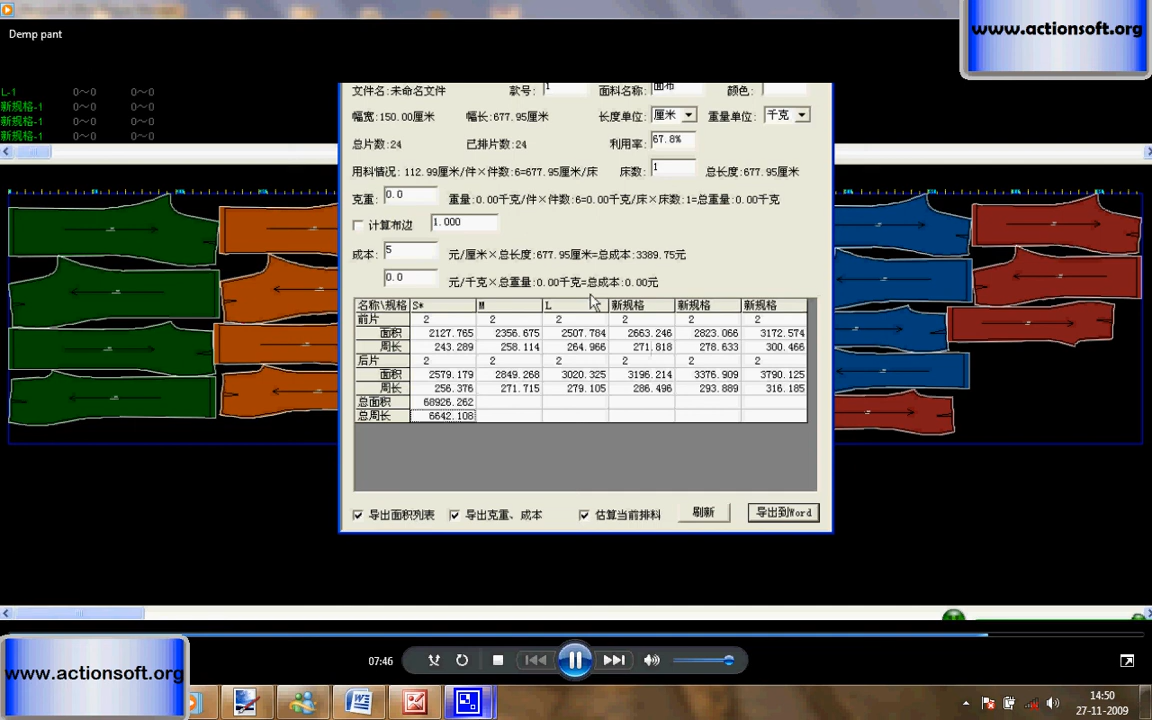 www.actionsoft.org
Demp pant
L-1 0～0 0～0
新规格-1 0～0 0～0
新规格-1 0～0 0～0
新规格-1 0～0 0～0
文件名:未命名文件 款号: 1 面料名称: 面布 颜色:
幅宽:150.00厘米 幅长:677.95厘米 长度单位: 厘米 重量单位: 千克
总片数:24 已排片数:24 利用率: 67.8%
用料情况: 112.99厘米/件×件数:6=677.95厘米/床 床数: 1 总长度:677.95厘米
克重: 0.0 重量:0.00千克/件×件数:6=0.00千克/床×床数:1=总重量:0.00千克
计算布边 1.000
成本: 5 元/厘米×总长度:677.95厘米=总成本:3389.75元
0.0 元/千克×总重量:0.00千克=总成本:0.00元
名称\规格 S* M L 新规格 新规格 新规格
前片 2 2 2 2 2 2
面积 2127.765 2356.675 2507.784 2663.246 2823.066 3172.574
周长 243.289 258.114 264.966 271.818 278.633 300.466
后片 2 2 2 2 2 2
面积 2579.179 2849.268 3020.325 3196.214 3376.909 3790.125
周长 256.376 271.715 279.105 286.496 293.889 316.185
总面积 68926.262
总周长 6642.108
导出面积列表 导出克重、成本 估算当前排料 刷新 导出到Word
07:46
www.actionsoft.org
14:50
27-11-2009